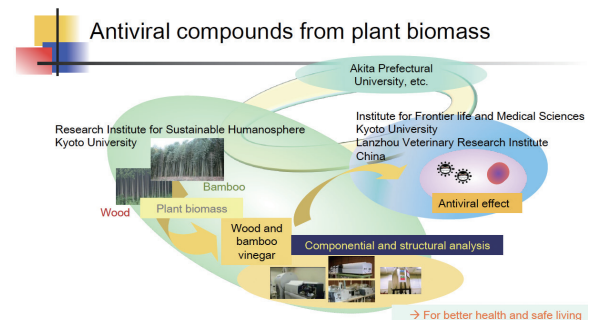 Antiviral compounds from plant biomass
Akita Prefectural
University, etc.
Institute for Frontier life and Medical Sciences
Kyoto University
Lanzhou Veterinary Research Institute
China
Research Institute for Sustainable Humanosphere
Kyoto University
Bamboo
Wood
Plant biomass
Antiviral effect
Wood and
bamboo
vinegar
Componential and structural analysis
→ For better health and safe living